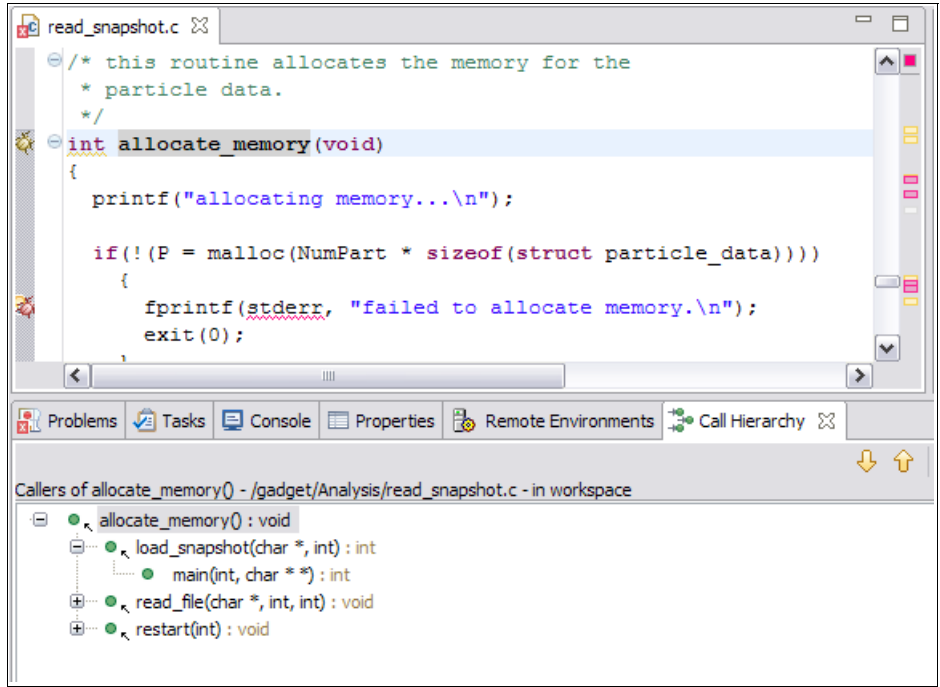 read_snapshot.c
/* this routine allocates the memory for the
* particle data.
*/
int allocate_memory(void)
{
printf("allocating memory...\n");
if(!(P = malloc(NumPart * sizeof(struct particle_data))))
{
fprintf(stderr, "failed to allocate memory.\n");
exit(0);
}
Problems Tasks Console Properties Remote Environments Call Hierarchy
Callers of allocate_memory() - /gadget/Analysis/read_snapshot.c - in workspace
allocate_memory() : void
load_snapshot(char *, int) : int
main(int, char * *) : int
read_file(char *, int, int) : void
restart(int) : void